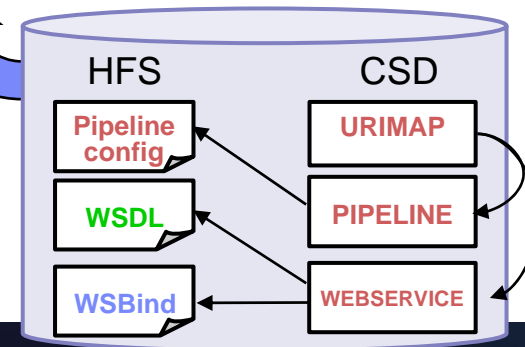 HFS
CSD
Pipeline
config
URIMAP
WSDL
PIPELINE
WSBind
WEBSERVICE